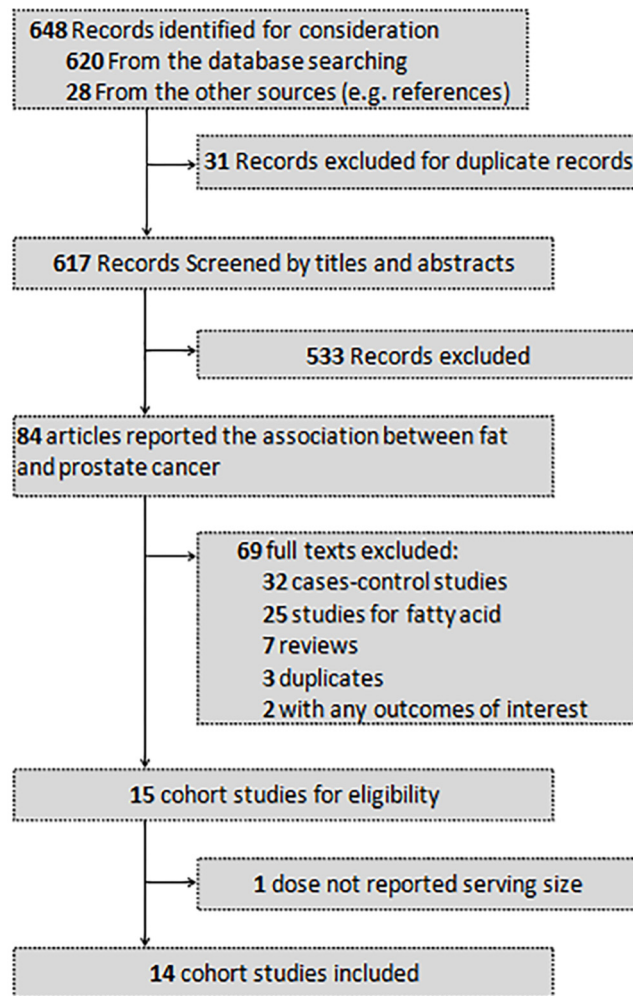 648 Records identified for consideration
620 From the database searching
28 From the other sources (e.g. references)
31 Records excluded for duplicate records
617 Records Screened by titles and abstracts
533 Records excluded
84 articles reported the association between fat
and prostate cancer
69 full texts excluded:
32 cases-control studies
25 studies for fatty acid
7 reviews
3 duplicates
2 with any outcomes of interest
15 cohort studies for eligibility
1 dose not reported serving size
14 cohort studies included